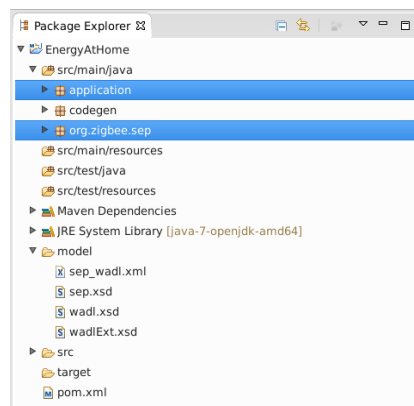 Package Explorer
EnergyAtHome
src/main/java
application
codegen
org.zigbee.sep
src/main/resources
src/test/java
src/test/resources
Maven Dependencies
JRE System Library [java-7-openjdk-amd64]
model
sep_wadl.xml
sep.xsd
wadl.xsd
wadlExt.xsd
src
target
pom.xml